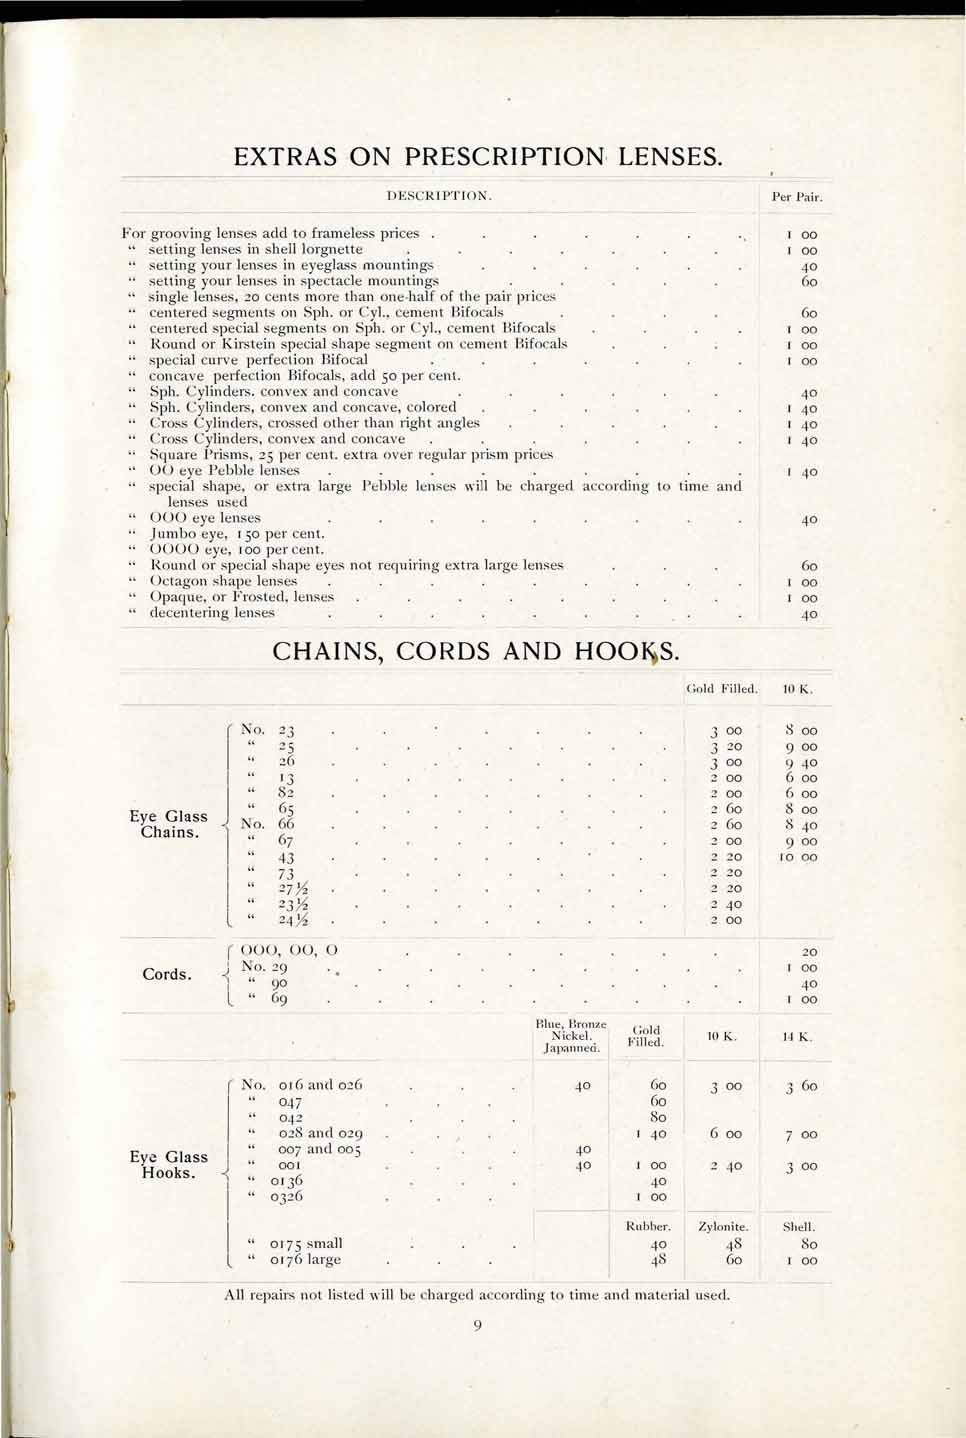 EXTRAS ON PRESCRIPTION LENSES.
DESCRIPTION. Per Pair.
For grooving lenses add to frameless prices . . . . . . . 1 00
“ setting lenses in shell lorgnette . . . . . . . 1 00
“ setting your lenses in eyeglass mountings . . . . . . 40
“ setting your lenses in spectacle mountings . . . . . 60
“ single lenses, 20 cents more than one-half of the pair prices
“ centered segments on Sph. or Cyl., cement Bifocals . . . . 60
“ centered special segments on Sph. or Cyl., cement Bifocals . . . . 1 00
“ Round or Kirstein special shape segment on cement Bifocals . . . 1 00
“ special curve perfection Bifocal . . . . . . . 1 00
“ concave perfection Bifocals, add 50 per cent.
“ Sph. Cylinders. convex and concave . . . . . . 40
“ Sph. Cylinders, convex and concave, colored . . . . . . 1 40
“ Cross Cylinders, crossed other than right angles . . . . . 1 40
“ Cross Cylinders, convex and concave . . . . . . . 1 40
“ Square Prisms, 25 per cent. extra over regular prism prices
“ OO eye Pebble lenses . . . . . . . . . 1 40
“ special shape, or extra large Pebble lenses will be charged according to time and
lenses used
“ OOO eye lenses . . . . . . . . . 40
“ Jumbo eye, 150 per cent.
“ OOOO eye, 100 per cent.
“ Round or special shape eyes not requiring extra large lenses . . . 60
“ Octagon shape lenses . . . . . . . . . 1 00
“ Opaque, or Frosted, lenses . . . . . . . . 1 00
“ decentering lenses . . . . . . . . . 40
CHAINS, CORDS AND HOOKS.
Gold Filled. 10 K.
Eye Glass
Chains.
No. 23 . . . . . . . 3 00 8 00
“ 25 . . . . . . . 3 20 9 00
“ 26 . . . . . . . 3 00 9 40
“ 13 . . . . . . . 2 00 6 00
“ 82 . . . . . . . 2 00 6 00
“ 65 . . . . . . . 2 60 8 00
No. 66 . . . . . . . 2 60 8 40
“ 67 . . . . . . . 2 00 9 00
“ 43 . . . . . . . 2 20 10 00
“ 73 . . . . . . . 2 20
“ 27½ . . . . . . . 2 20
“ 23½ . . . . . . . 2 40
“ 24½ . . . . . . . 2 00
Cords.
OOO, OO, O . . . . . . . 20
No. 29 . . . . . . . . . 1 00
“ 90 . . . . . . . . 40
“ 69 . . . . . . . . . 1 00
Blue, Bronze
Nickel.
Japanned. Gold
Filled. 10 K. 14 K.
Eye Glass
Hooks.
No. 016 and 026 . . . 40 60 3 00 3 60
“ 047 . . . 60
“ 042 . . . 80
“ 028 and 029 . . . 1 40 6 00 7 00
“ 007 and 005 . . . 40
“ 001 . . . 40 1 00 2 40 3 00
“ 0136 . . . 40
“ 0326 . . . 1 00
Rubber. Zylonite. Shell.
“ 0175 small . . . 40 48 80
“ 0176 large . . . 48 60 1 00
All repairs not listed will be charged according to time and material used.
9